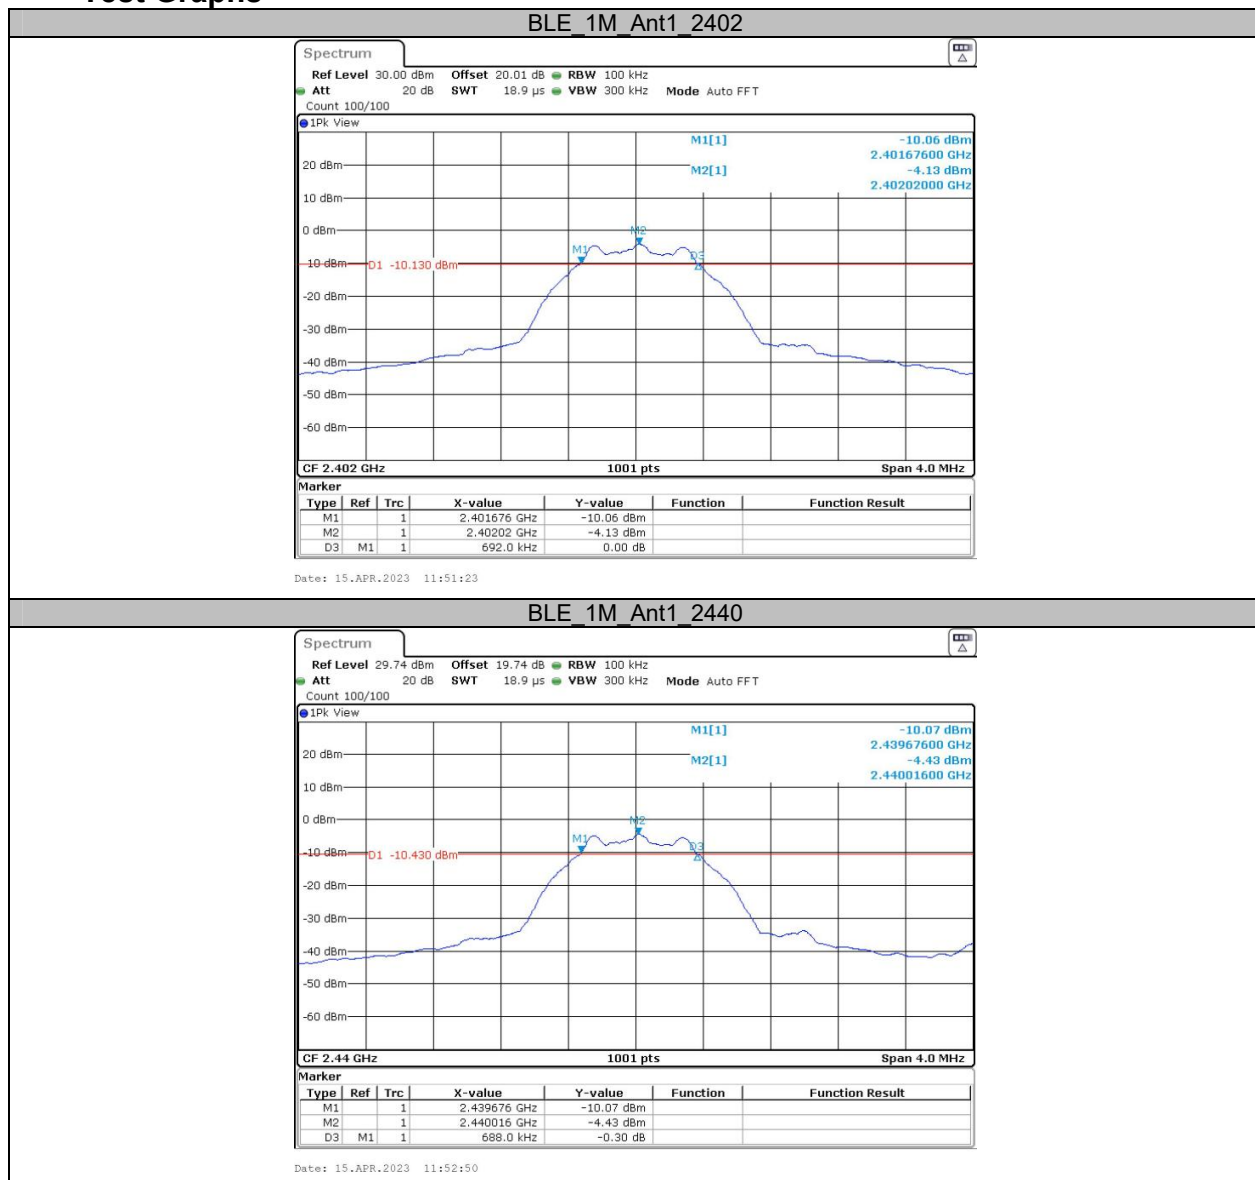 Test Graphs
BLE_1M_Ant1_2402
Spectrum
Ref Level 30.00 dBm Offset 20.01 dB RBW 100 kHz
Att 20 dB SWT 18.9 µs VBW 300 kHz Mode Auto FFT
Count 100/100
1Pk View
M1[1] -10.06 dBm
2.40167600 GHz
20 dBm
M2[1] -4.13 dBm
2.40202000 GHz
10 dBm
0 dBm
M2
M1
D3
-10 dBm D1 -10.130 dBm
-20 dBm
-30 dBm
-40 dBm
-50 dBm
-60 dBm
CF 2.402 GHz 1001 pts Span 4.0 MHz
Marker
Type Ref Trc X-value Y-value Function Function Result
M1 1 2.401676 GHz -10.06 dBm
M2 1 2.40202 GHz -4.13 dBm
D3 M1 1 692.0 kHz 0.00 dB
Date: 15.APR.2023 11:51:23
BLE_1M_Ant1_2440
Spectrum
Ref Level 29.74 dBm Offset 19.74 dB RBW 100 kHz
Att 20 dB SWT 18.9 µs VBW 300 kHz Mode Auto FFT
Count 100/100
1Pk View
M1[1] -10.07 dBm
2.43967600 GHz
20 dBm
M2[1] -4.43 dBm
2.44001600 GHz
10 dBm
0 dBm
M2
M1
D3
-10 dBm D1 -10.430 dBm
-20 dBm
-30 dBm
-40 dBm
-50 dBm
-60 dBm
CF 2.44 GHz 1001 pts Span 4.0 MHz
Marker
Type Ref Trc X-value Y-value Function Function Result
M1 1 2.439676 GHz -10.07 dBm
M2 1 2.440016 GHz -4.43 dBm
D3 M1 1 688.0 kHz -0.30 dB
Date: 15.APR.2023 11:52:50